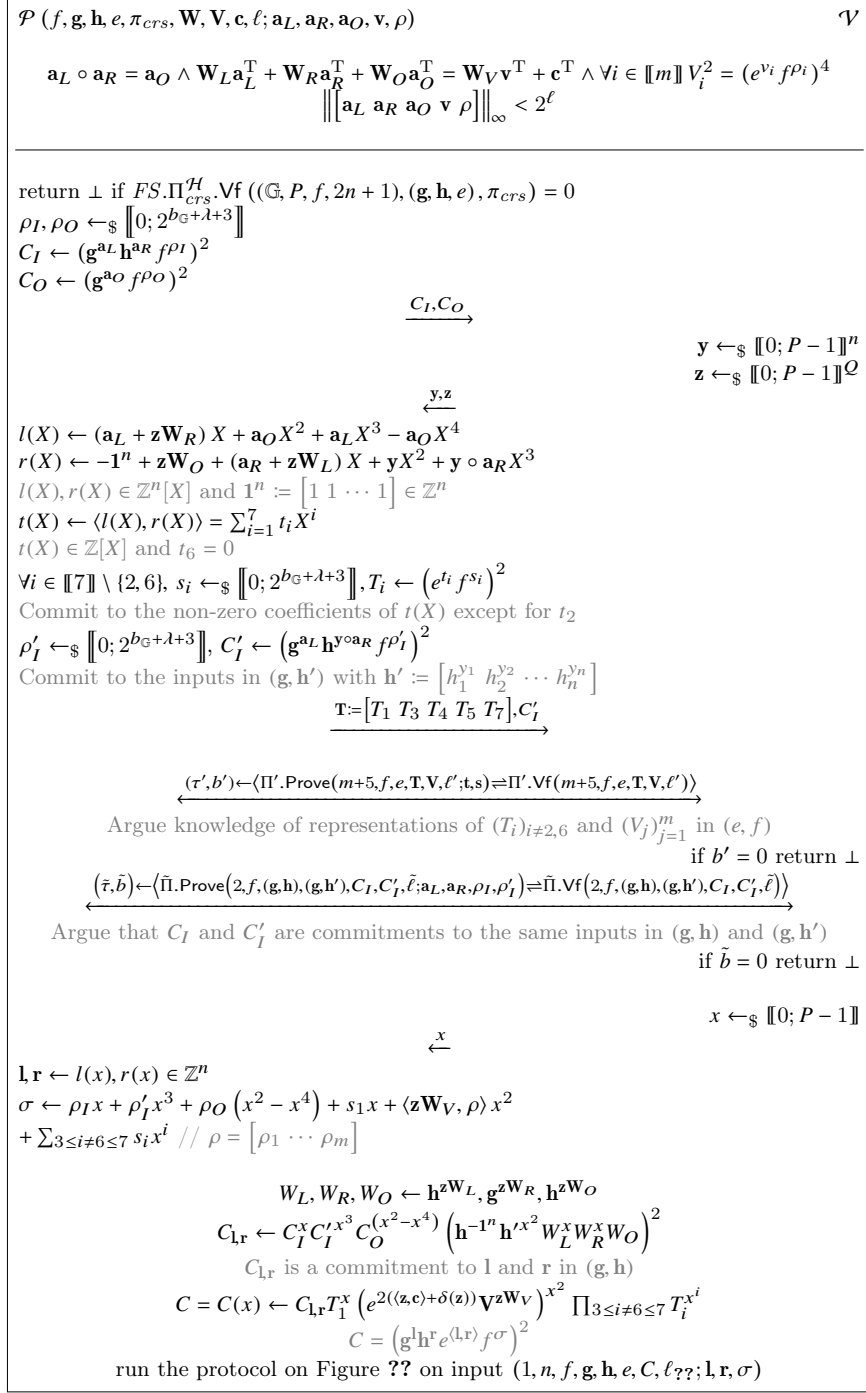 𝒫 (f, 𝐠, 𝐡, e, π_crs, 𝐖, 𝐕, 𝐜, ℓ; 𝐚_L, 𝐚_R, 𝐚_O, 𝐯, ρ) 𝒱
𝐚_L ∘ 𝐚_R = 𝐚_O ∧ 𝐖_L𝐚_L^T + 𝐖_R𝐚_R^T + 𝐖_O𝐚_O^T = 𝐖_V𝐯^T + 𝐜^T ∧ ∀i ∈ ⟦m⟧ V_i^2 = (e^{v_i} f^{ρ_i})^4
‖[𝐚_L 𝐚_R 𝐚_O 𝐯 ρ]‖_∞ < 2^ℓ
return ⊥ if FS.Π_crs^ℋ.Vf ((𝔾, P, f, 2n + 1), (𝐠, 𝐡, e), π_crs) = 0
ρ_I, ρ_O ←_$ ⟦0; 2^{b_𝔾+λ+3}⟧
C_I ← (𝐠^{𝐚_L} 𝐡^{𝐚_R} f^{ρ_I})^2
C_O ← (𝐠^{𝐚_O} f^{ρ_O})^2
C_I, C_O
𝐲 ←_$ ⟦0; P − 1⟧^n
𝐳 ←_$ ⟦0; P − 1⟧^Q
𝐲,𝐳
l(X) ← (𝐚_L + 𝐳𝐖_R) X + 𝐚_O X^2 + 𝐚_L X^3 − 𝐚_O X^4
r(X) ← −𝟏^n + 𝐳𝐖_O + (𝐚_R + 𝐳𝐖_L) X + 𝐲X^2 + 𝐲 ∘ 𝐚_R X^3
l(X), r(X) ∈ ℤ^n[X] and 𝟏^n ≔ [1 1 ⋯ 1] ∈ ℤ^n
t(X) ← ⟨l(X), r(X)⟩ = ∑_{i=1}^7 t_i X^i
t(X) ∈ ℤ[X] and t_6 = 0
∀i ∈ ⟦7⟧ \ {2, 6}, s_i ←_$ ⟦0; 2^{b_𝔾+λ+3}⟧, T_i ← (e^{t_i} f^{s_i})^2
Commit to the non-zero coefficients of t(X) except for t_2
ρ′_I ←_$ ⟦0; 2^{b_𝔾+λ+3}⟧, C′_I ← (𝐠^{𝐚_L} 𝐡^{𝐲∘𝐚_R} f^{ρ′_I})^2
Commit to the inputs in (𝐠, 𝐡′) with 𝐡′ ≔ [h_1^{y_1} h_2^{y_2} ⋯ h_n^{y_n}]
𝐓≔[T_1 T_3 T_4 T_5 T_7], C′_I
(τ′,b′)←⟨Π′.Prove(m+5,f,e,𝐓,𝐕,ℓ′;𝐭,𝐬)⇌Π′.Vf(m+5,f,e,𝐓,𝐕,ℓ′)⟩
Argue knowledge of representations of (T_i)_{i≠2,6} and (V_j)_{j=1}^m in (e, f)
if b′ = 0 return ⊥
(τ̃,b̃)←⟨Π̃.Prove(2,f,(𝐠,𝐡),(𝐠,𝐡′),C_I,C′_I,ℓ̃;𝐚_L,𝐚_R,ρ_I,ρ′_I)⇌Π̃.Vf(2,f,(𝐠,𝐡),(𝐠,𝐡′),C_I,C′_I,ℓ̃)⟩
Argue that C_I and C′_I are commitments to the same inputs in (𝐠, 𝐡) and (𝐠, 𝐡′)
if b̃ = 0 return ⊥
x ←_$ ⟦0; P − 1⟧
x
𝐥, 𝐫 ← l(x), r(x) ∈ ℤ^n
σ ← ρ_I x + ρ′_I x^3 + ρ_O (x^2 − x^4) + s_1 x + ⟨𝐳𝐖_V, ρ⟩ x^2
+ ∑_{3≤i≠6≤7} s_i x^i // ρ = [ρ_1 ⋯ ρ_m]
W_L, W_R, W_O ← 𝐡^{𝐳𝐖_L}, 𝐠^{𝐳𝐖_R}, 𝐡^{𝐳𝐖_O}
C_{𝐥,𝐫} ← C_I^x C′_I^{x^3} C_O^{(x^2−x^4)} (𝐡^{−𝟏^n} 𝐡′^{x^2} W_L^x W_R^x W_O)^2
C_{𝐥,𝐫} is a commitment to 𝐥 and 𝐫 in (𝐠, 𝐡)
C = C(x) ← C_{𝐥,𝐫} T_1^x (e^{2(⟨𝐳,𝐜⟩+δ(𝐳))} 𝐕^{𝐳𝐖_V})^{x^2} ∏_{3≤i≠6≤7} T_i^{x^i}
C = (𝐠^𝐥 𝐡^𝐫 e^{⟨𝐥,𝐫⟩} f^σ)^2
run the protocol on Figure ?? on input (1, n, f, 𝐠, 𝐡, e, C, ℓ_??; 𝐥, 𝐫, σ)